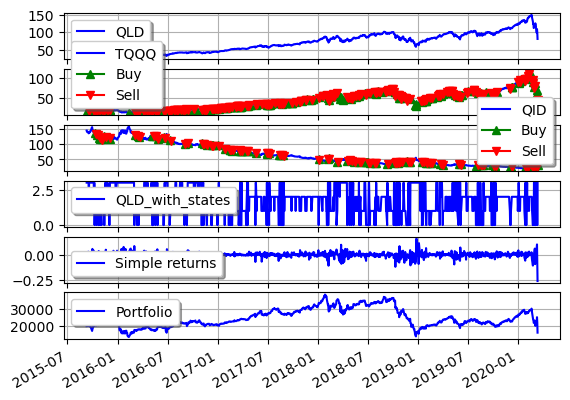 150
100
50
QLD
TQQQ
Buy
Sell
100
50
QID
Buy
Sell
150
100
50
2.5
0.0
QLD_with_states
0.00
-0.25
Simple returns
30000
20000
Portfolio
2015-07
2016-01
2016-07
2017-01
2017-07
2018-01
2018-07
2019-01
2019-07
2020-01